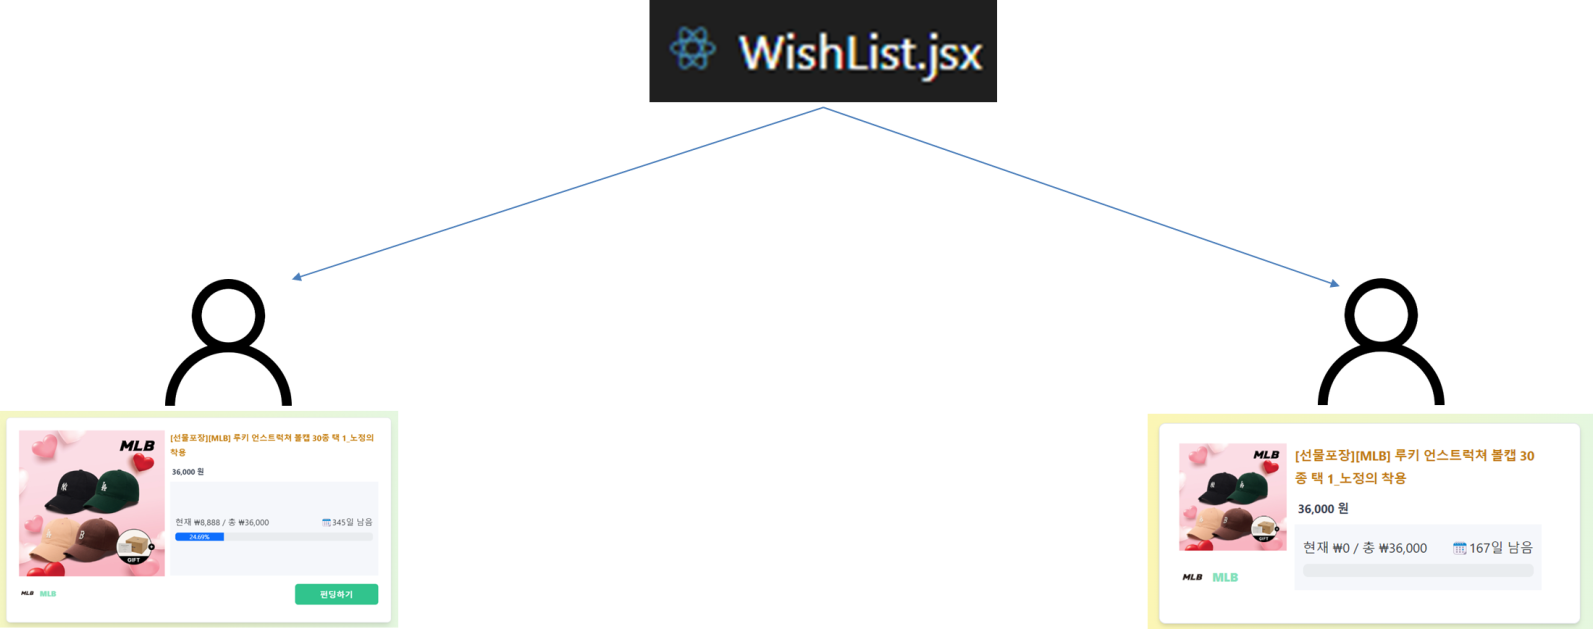 WishList.jsx
MLB
GIFT
[선물포장][MLB] 루키 언스트럭쳐 볼캡 30종 택 1_노정의
착용
36,000 원
현재 ₩8,888 / 총 ₩36,000
345일 남음
24.69%
MLB MLB
펀딩하기
MLB
GIFT
[선물포장][MLB] 루키 언스트럭쳐 볼캡 30
종 택 1_노정의 착용
36,000 원
현재 ₩0 / 총 ₩36,000
167일 남음
MLB MLB